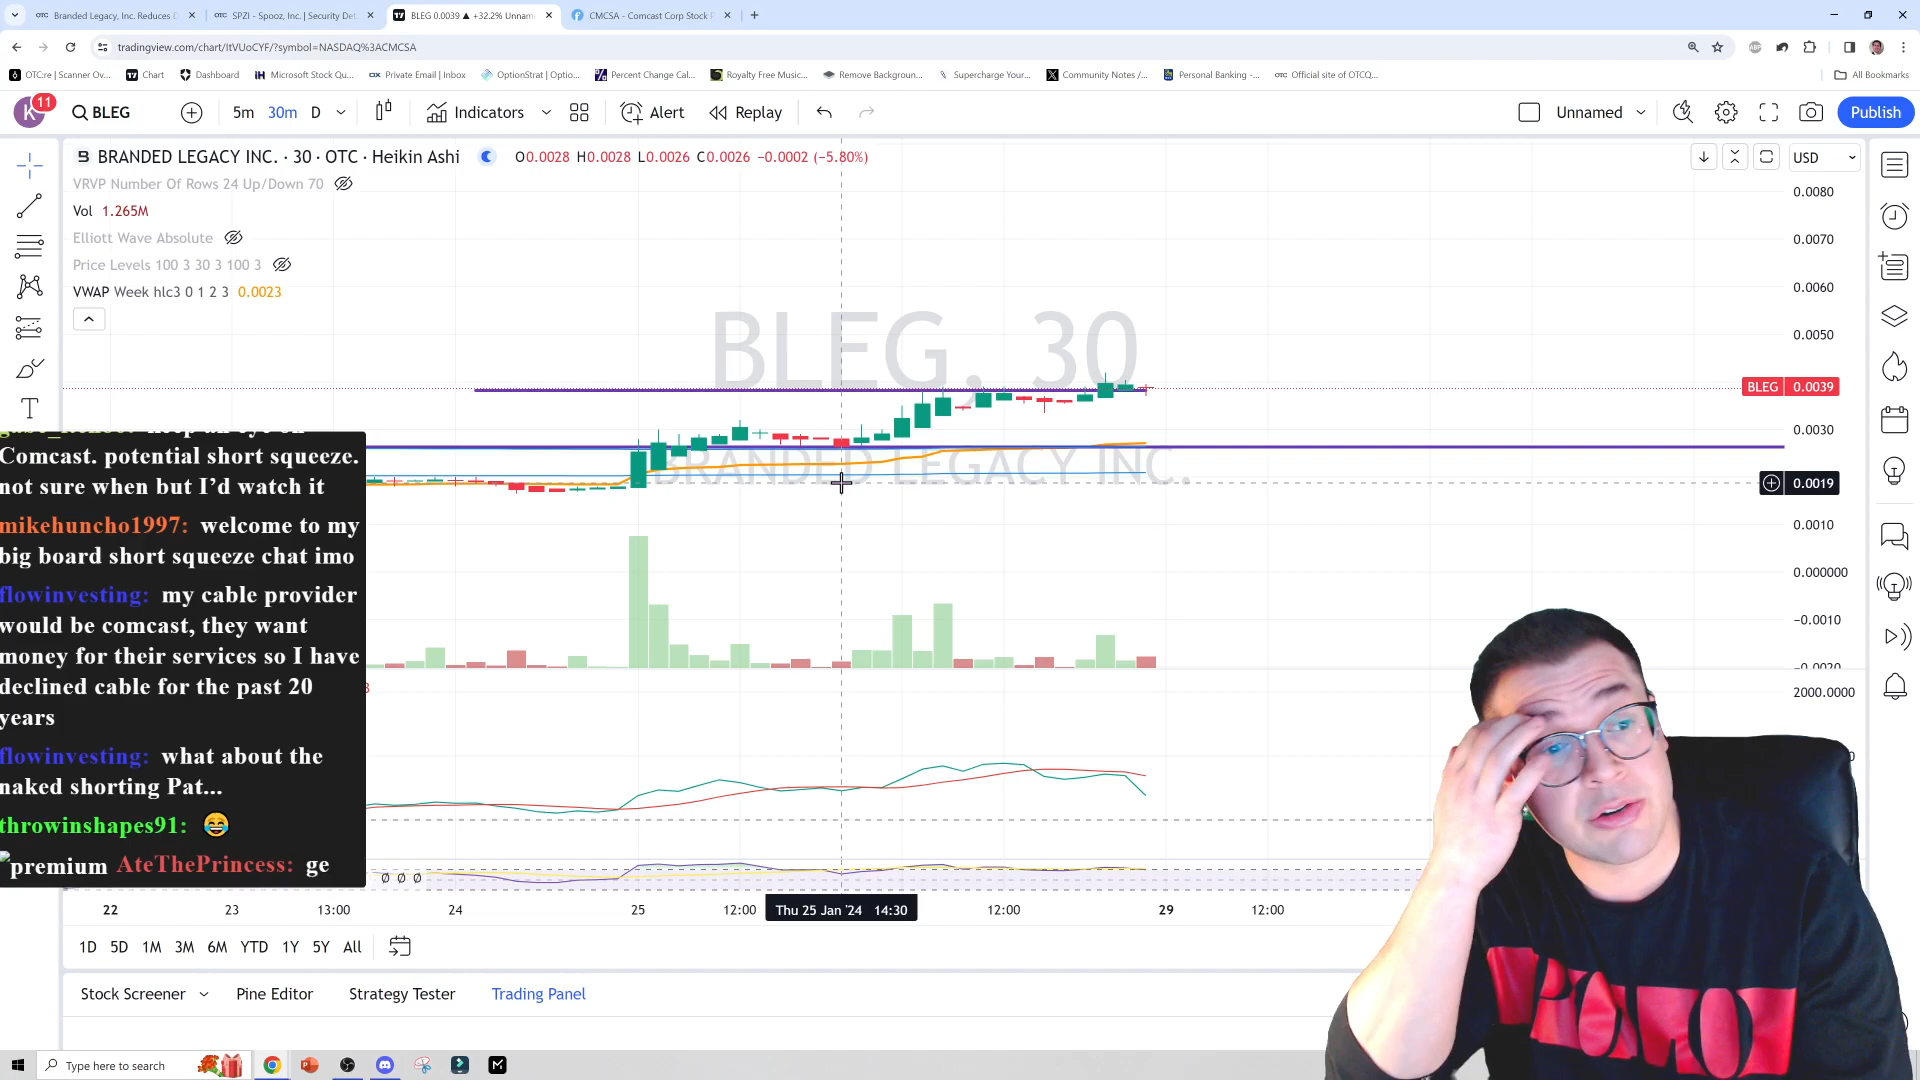 Branded Legacy, Inc. Reduces D
SPZI - Spooz, Inc. | Security Det
BLEG 0.0039 ▲ +32.2% Unnam
CMCSA - Comcast Corp Stock P
tradingview.com/chart/ItVUoCYF/?symbol=NASDAQ%3ACMCSA
OTC:re | Scanner Ov...
Chart
Dashboard
Microsoft Stock Qu...
Private Email | Inbox
OptionStrat | Optio...
Percent Change Cal...
Royalty Free Music...
Remove Backgroun...
Supercharge Your...
Community Notes /...
Personal Banking -...
Official site of OTCQ...
All Bookmarks
K 11
BLEG
5m 30m D
Indicators
Alert
Replay
Unnamed
Publish
BRANDED LEGACY INC. · 30 · OTC · Heikin Ashi
O0.0028 H0.0028 L0.0026 C0.0026 −0.0002 (−5.80%)
USD
VRVP Number Of Rows 24 Up/Down 70
Vol 1.265M
Elliott Wave Absolute
Price Levels 100 3 30 3 100 3
VWAP Week hlc3 0 1 2 3 0.0023
BLEG, 30
BRANDED LEGACY INC.
0.0080
0.0070
0.0060
0.0050
BLEG 0.0039
0.0030
0.0019
0.0010
0.000000
−0.0010
−0.0020
2000.0000
Comcast. potential short squeeze.
not sure when but I'd watch it
mikehuncho1997: welcome to my
big board short squeeze chat imo
flowinvesting: my cable provider
would be comcast, they want
money for their services so I have
declined cable for the past 20
years
flowinvesting: what about the
naked shorting Pat...
throwinshapes91: 😂
premium AteThePrincess: ge
Ø Ø Ø
22 23 13:00 24 25 12:00 Thu 25 Jan '24 14:30 12:00 29 12:00
1D 5D 1M 3M 6M YTD 1Y 5Y All
Stock Screener
Pine Editor
Strategy Tester
Trading Panel
Type here to search